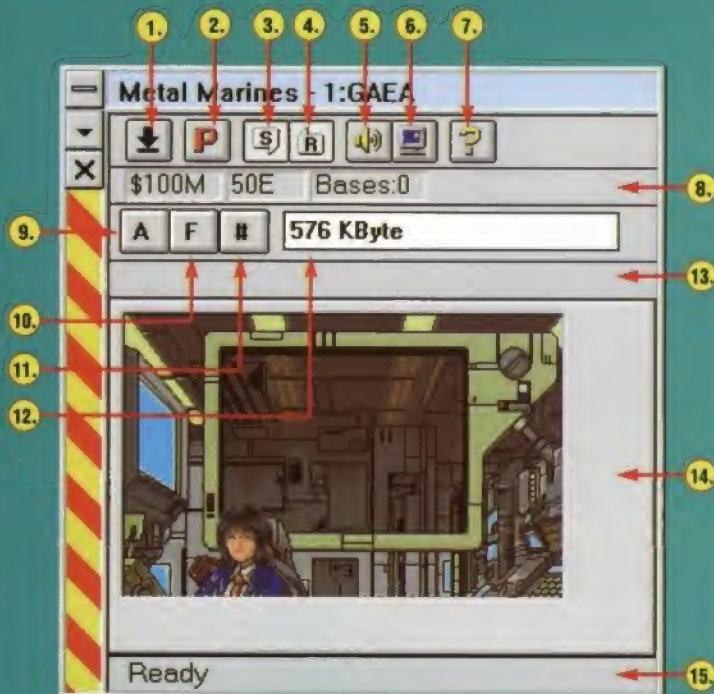 1. 2. 3. 4. 5. 6. 7.
Metal Marines - 1:GAEA
P S R ?
$100M 50E Bases:0
8.
9.
A F # 576 KByte
13.
10.
11.
12.
14.
Ready
15.